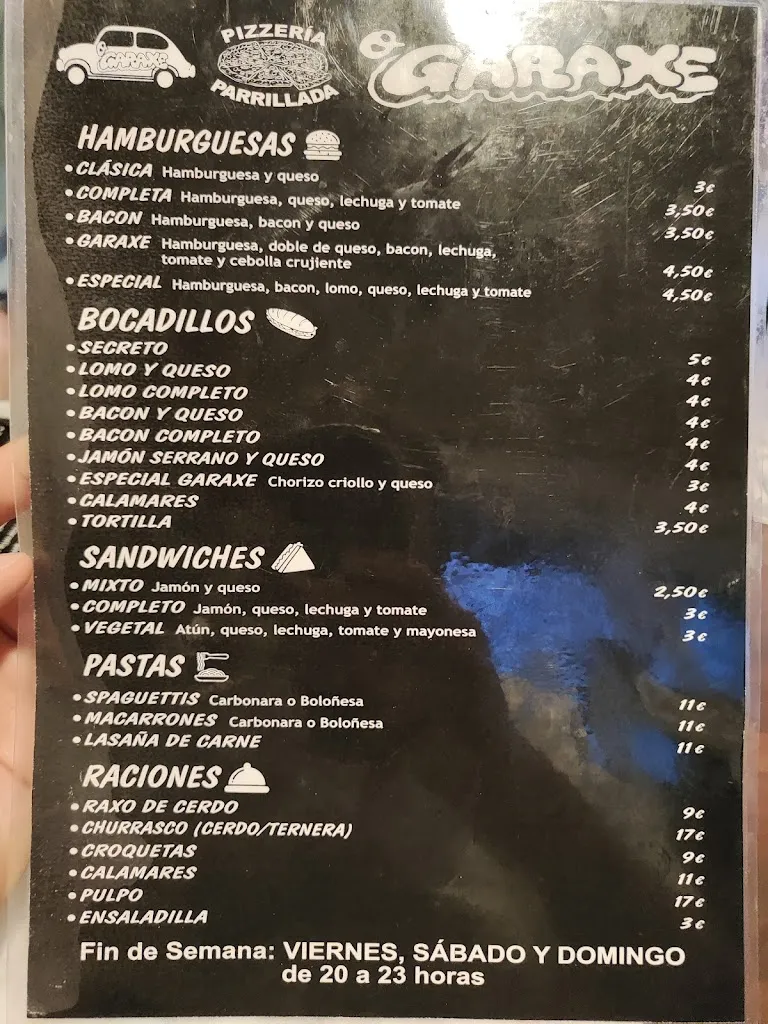 GARAXE
PIZZERÍA
PARRILLADA
O GARAXE
HAMBURGUESAS
• CLÁSICA Hamburguesa y queso 3€
• COMPLETA Hamburguesa, queso, lechuga y tomate 3,50€
• BACON Hamburguesa, bacon y queso 3,50€
• GARAXE Hamburguesa, doble de queso, bacon, lechuga,
tomate y cebolla crujiente 4,50€
• ESPECIAL Hamburguesa, bacon, lomo, queso, lechuga y tomate 4,50€
BOCADILLOS
• SECRETO 5€
• LOMO Y QUESO 4€
• LOMO COMPLETO 4€
• BACON Y QUESO 4€
• BACON COMPLETO 4€
• JAMÓN SERRANO Y QUESO 4€
• ESPECIAL GARAXE Chorizo criollo y queso 3€
• CALAMARES 4€
• TORTILLA 3,50€
SANDWICHES
• MIXTO Jamón y queso 2,50€
• COMPLETO Jamón, queso, lechuga y tomate 3€
• VEGETAL Atún, queso, lechuga, tomate y mayonesa 3€
PASTAS
• SPAGUETTIS Carbonara o Boloñesa 11€
• MACARRONES Carbonara o Boloñesa 11€
• LASAÑA DE CARNE 11€
RACIONES
• RAXO DE CERDO 9€
• CHURRASCO (CERDO/TERNERA) 17€
• CROQUETAS 9€
• CALAMARES 11€
• PULPO 17€
• ENSALADILLA 3€
Fin de Semana: VIERNES, SÁBADO Y DOMINGO
de 20 a 23 horas